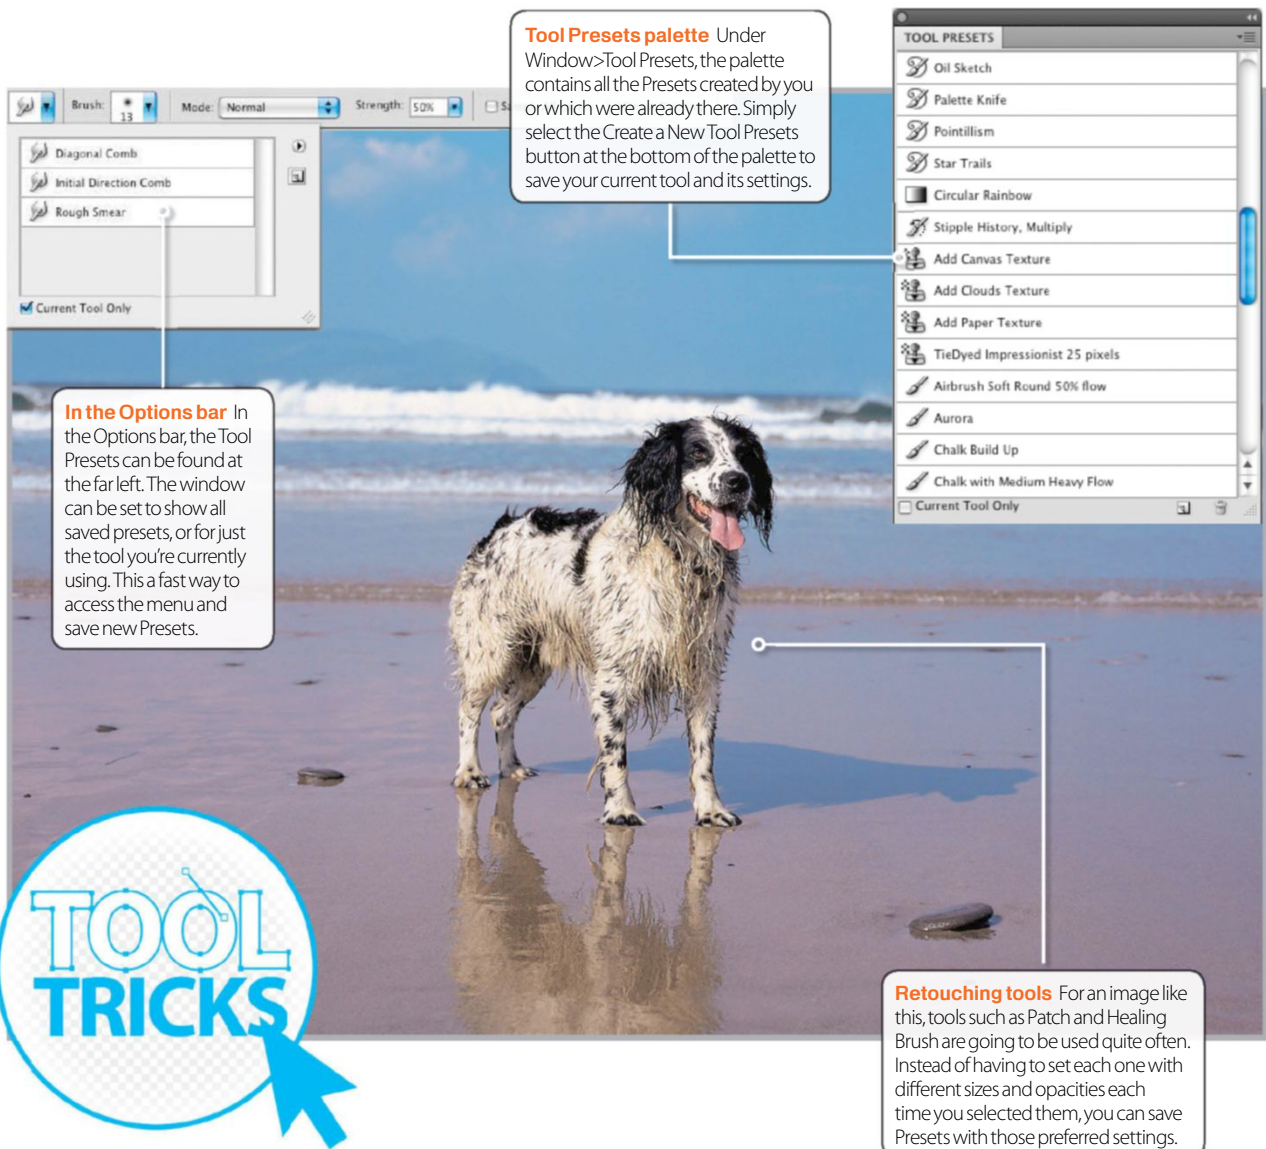 Tool Presets palette Under
Window>Tool Presets, the palette
contains all the Presets created by you
or which were already there. Simply
select the Create a New Tool Presets
button at the bottom of the palette to
save your current tool and its settings.
TOOL PRESETS
Oil Sketch
Palette Knife
Pointillism
Star Trails
Circular Rainbow
Stipple History, Multiply
Add Canvas Texture
Add Clouds Texture
Add Paper Texture
TieDyed Impressionist 25 pixels
Airbrush Soft Round 50% flow
Aurora
Chalk Build Up
Chalk with Medium Heavy Flow
Current Tool Only
Brush: 13 Mode: Normal Strength: 50%
Diagonal Comb
Initial Direction Comb
Rough Smear
Current Tool Only
In the Options bar In
the Options bar, the Tool
Presets can be found at
the far left. The window
can be set to show all
saved presets, or for just
the tool you're currently
using. This a fast way to
access the menu and
save new Presets.
TOOL
TRICKS
Retouching tools For an image like
this, tools such as Patch and Healing
Brush are going to be used quite often.
Instead of having to set each one with
different sizes and opacities each
time you selected them, you can save
Presets with those preferred settings.